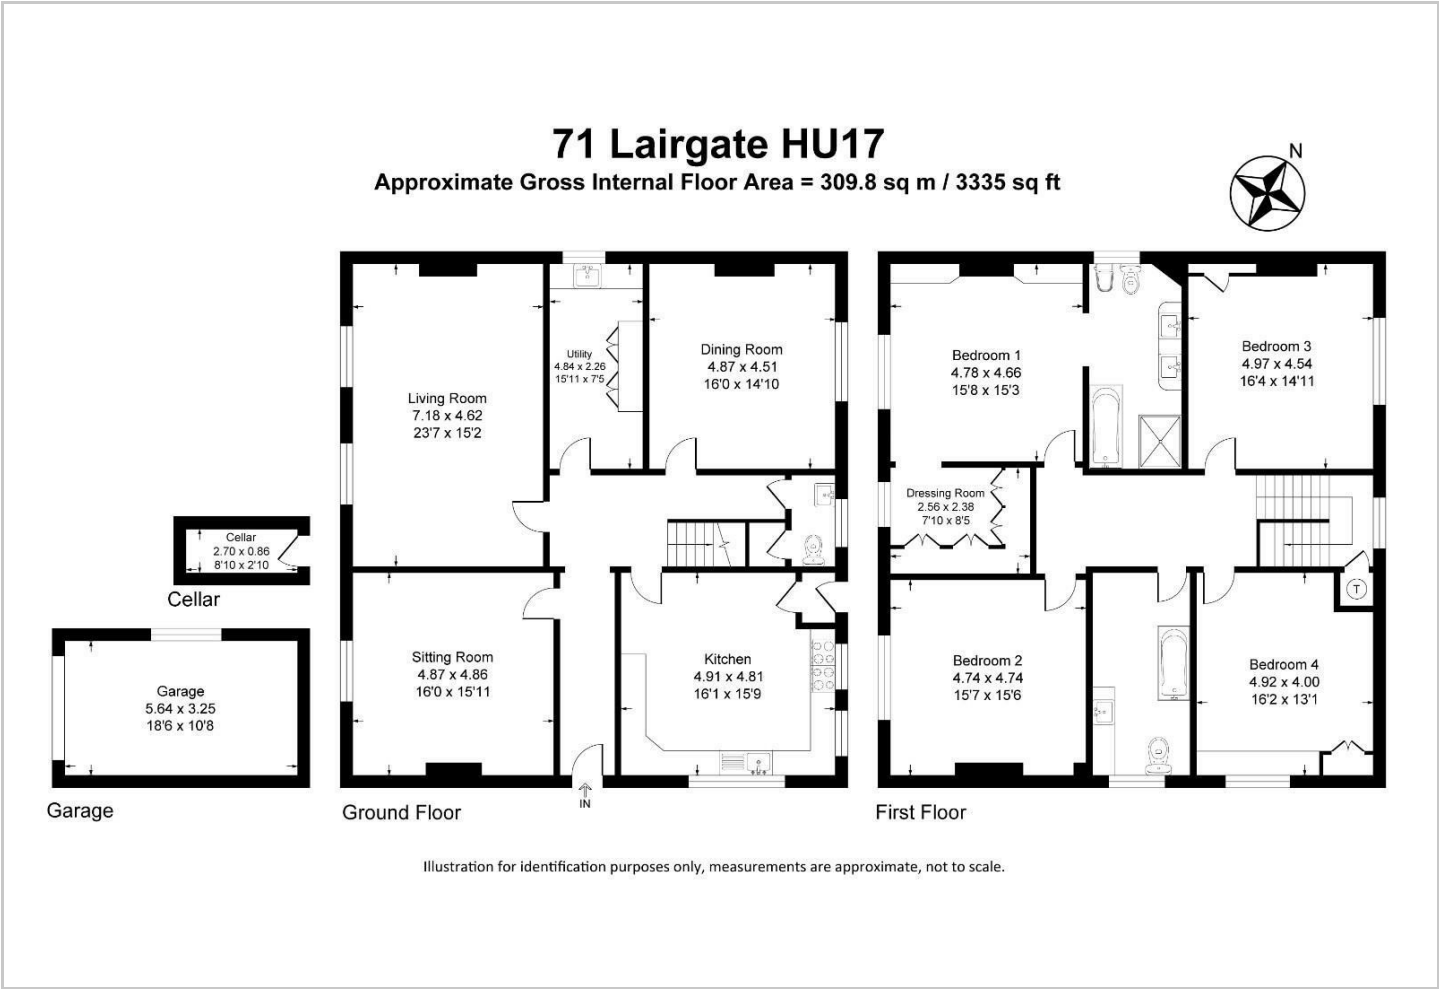 71 Lairgate HU17
Approximate Gross Internal Floor Area = 309.8 sq m / 3335 sq ft
N
Utility
4.84 x 2.26
15'11 x 7'5
Dining Room
4.87 x 4.51
16'0 x 14'10
Living Room
7.18 x 4.62
23'7 x 15'2
Bedroom 1
4.78 x 4.66
15'8 x 15'3
Bedroom 3
4.97 x 4.54
16'4 x 14'11
Dressing Room
2.56 x 2.38
7'10 x 8'5
Cellar
2.70 x 0.86
8'10 x 2'10
Cellar
T
Sitting Room
4.87 x 4.86
16'0 x 15'11
Kitchen
4.91 x 4.81
16'1 x 15'9
Bedroom 2
4.74 x 4.74
15'7 x 15'6
Bedroom 4
4.92 x 4.00
16'2 x 13'1
Garage
5.64 x 3.25
18'6 x 10'8
IN
Garage
Ground Floor
First Floor
Illustration for identification purposes only, measurements are approximate, not to scale.